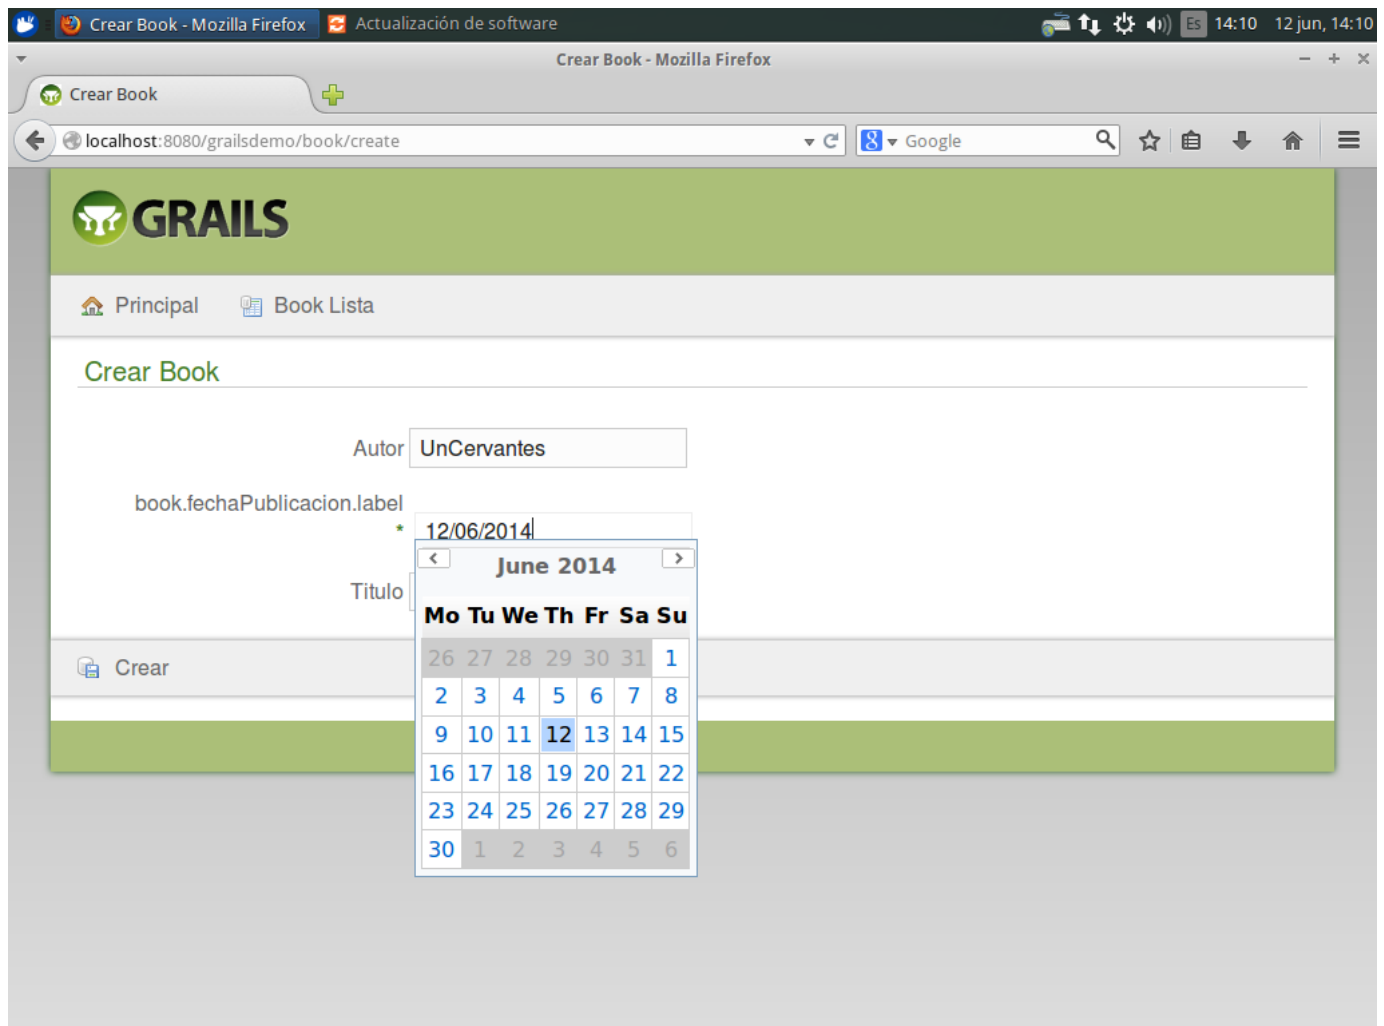 Crear Book - Mozilla Firefox Actualización de software Es 14:10 12 jun, 14:10
Crear Book - Mozilla Firefox
Crear Book
localhost:8080/grailsdemo/book/create 8 Google
GRAILS
Principal Book Lista
Crear Book
Autor UnCervantes
book.fechaPublicacion.label
* 12/06/2014
June 2014
Titulo
Mo Tu We Th Fr Sa Su
26 27 28 29 30 31 1
Crear
2 3 4 5 6 7 8
9 10 11 12 13 14 15
16 17 18 19 20 21 22
23 24 25 26 27 28 29
30 1 2 3 4 5 6